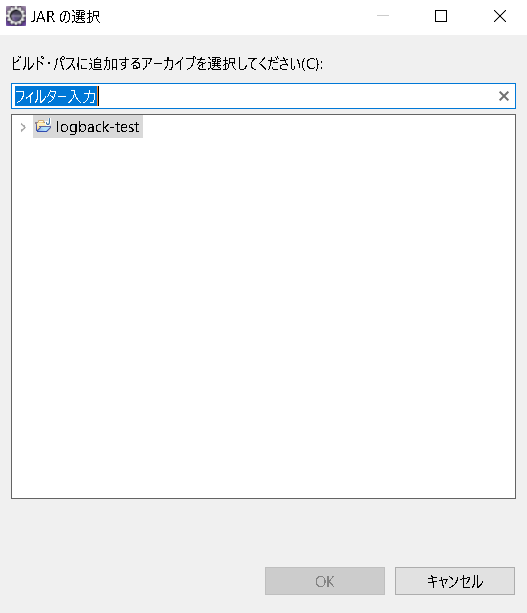 JAR の選択
ビルド・パスに追加するアーカイブを選択してください(C):
フィルター入力
logback-test
OK
キャンセル